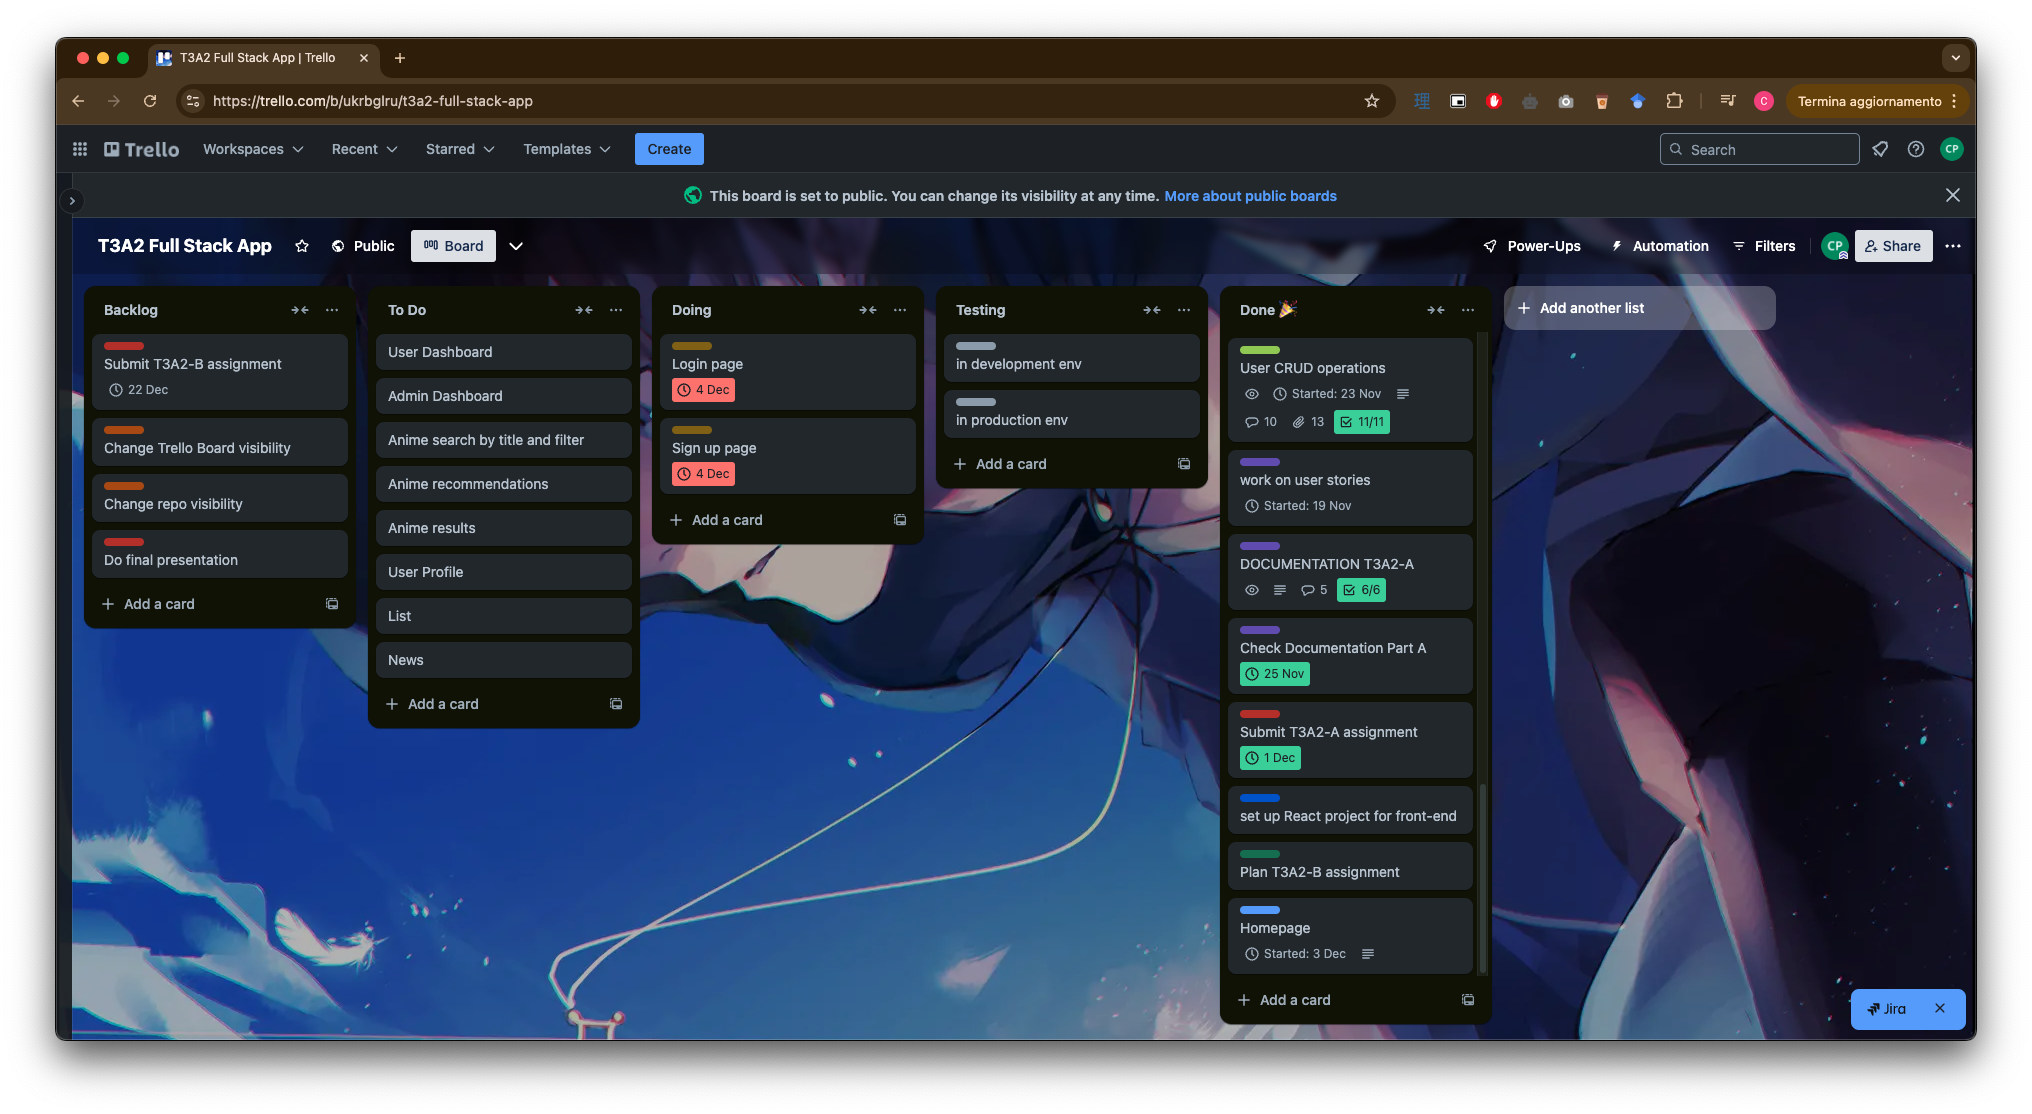 T3A2 Full Stack App | Trello
https://trello.com/b/ukrbglru/t3a2-full-stack-app
C
Termina aggiornamento
Trello
Workspaces
Recent
Starred
Templates
Create
Search
CP
This board is set to public. You can change its visibility at any time. More about public boards
T3A2 Full Stack App
Public
Board
Power-Ups
Automation
Filters
CP
Share
Backlog
Submit T3A2-B assignment
22 Dec
Change Trello Board visibility
Change repo visibility
Do final presentation
Add a card
To Do
User Dashboard
Admin Dashboard
Anime search by title and filter
Anime recommendations
Anime results
User Profile
List
News
Add a card
Doing
Login page
4 Dec
Sign up page
4 Dec
Add a card
Testing
in development env
in production env
Add a card
Done 🎉
User CRUD operations
Started: 23 Nov
10 13 11/11
work on user stories
Started: 19 Nov
DOCUMENTATION T3A2-A
5 6/6
Check Documentation Part A
25 Nov
Submit T3A2-A assignment
1 Dec
set up React project for front-end
Plan T3A2-B assignment
Homepage
Started: 3 Dec
Add a card
Add another list
Jira